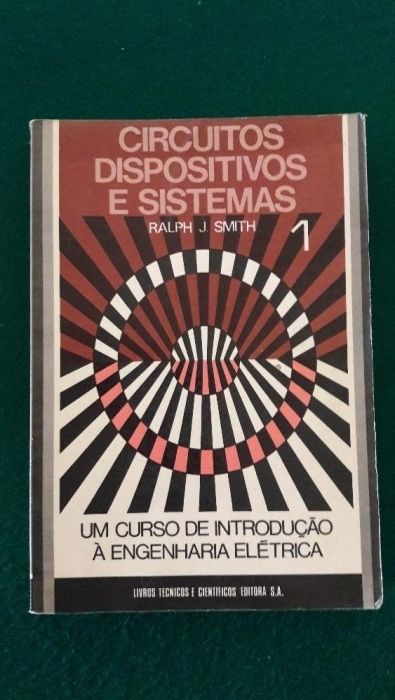 CIRCUITOS
DISPOSITIVOS
E SISTEMAS
RALPH J. SMITH
1
UM CURSO DE INTRODUÇÃO
À ENGENHARIA ELÉTRICA
LIVROS TÉCNICOS E CIENTÍFICOS EDITORA S.A.